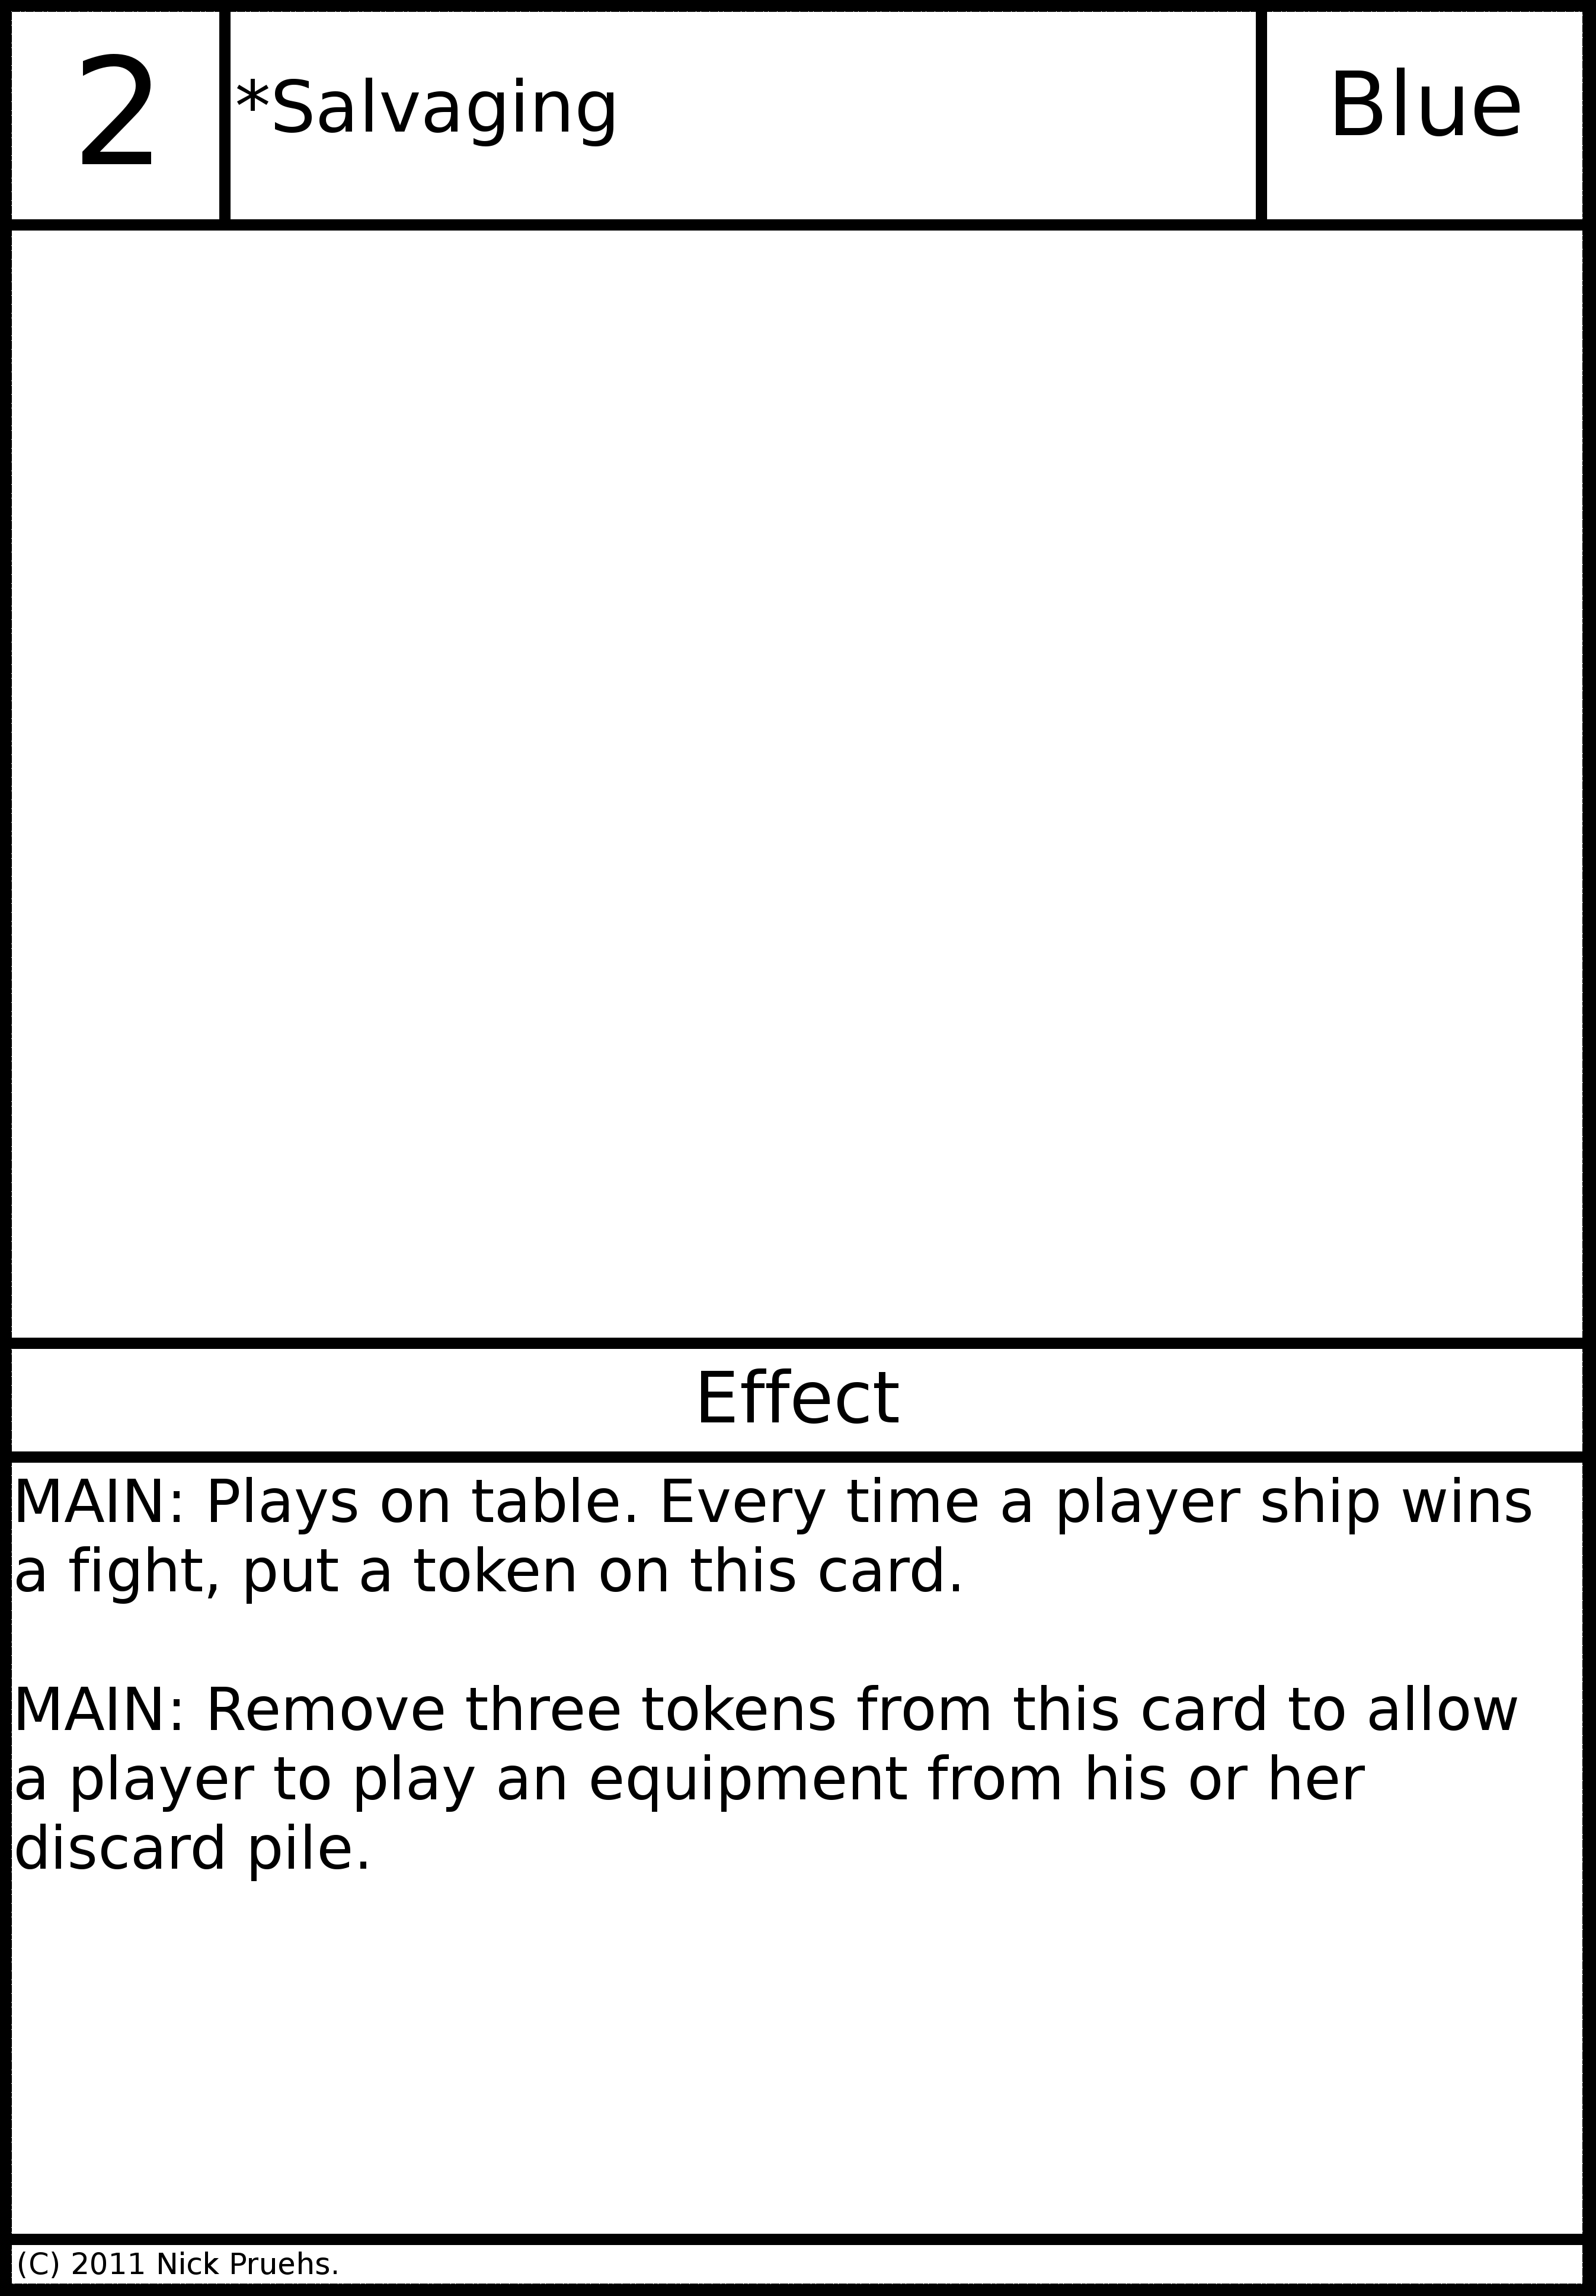 2
*Salvaging
Blue
Effect
MAIN: Plays on table. Every time a player ship wins
a fight, put a token on this card.
MAIN: Remove three tokens from this card to allow
a player to play an equipment from his or her
discard pile.
(C) 2011 Nick Pruehs.